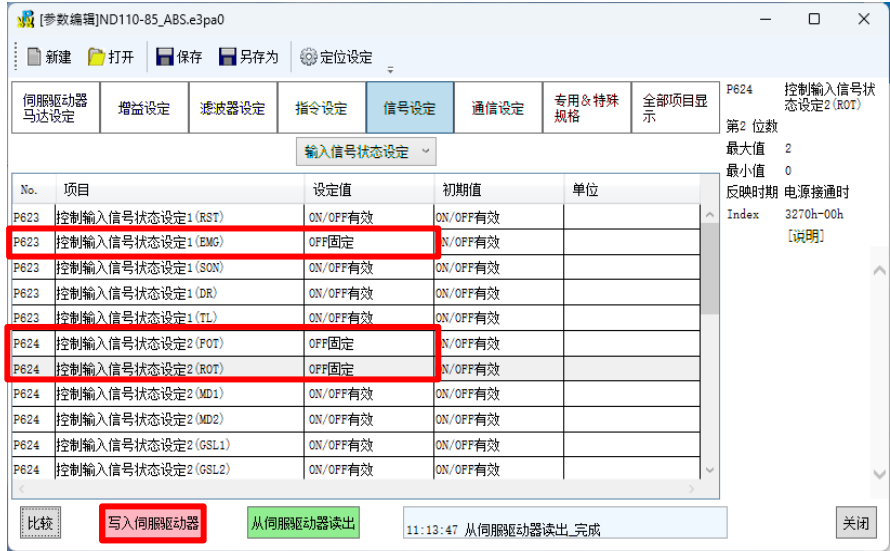 [参数编辑]ND110-85_ABS.e3pa0
新建 打开 保存 另存为 定位设定
伺服驱动器马达设定 增益设定 滤波器设定 指令设定 信号设定 通信设定 专用&特殊规格 全部项目显示
输入信号状态设定
No. 项目 设定值 初期值 单位
P623 控制输入信号状态设定1(RST) ON/OFF有效 ON/OFF有效
P623 控制输入信号状态设定1(EMG) OFF固定 ON/OFF有效
P623 控制输入信号状态设定1(SON) ON/OFF有效 ON/OFF有效
P623 控制输入信号状态设定1(DR) ON/OFF有效 ON/OFF有效
P623 控制输入信号状态设定1(TL) ON/OFF有效 ON/OFF有效
P624 控制输入信号状态设定2(FOT) OFF固定 ON/OFF有效
P624 控制输入信号状态设定2(ROT) OFF固定 ON/OFF有效
P624 控制输入信号状态设定2(MD1) ON/OFF有效 ON/OFF有效
P624 控制输入信号状态设定2(MD2) ON/OFF有效 ON/OFF有效
P624 控制输入信号状态设定2(GSL1) ON/OFF有效 ON/OFF有效
P624 控制输入信号状态设定2(GSL2) ON/OFF有效 ON/OFF有效
P624 控制输入信号状态设定2(ROT)
第2 位数
最大值 2
最小值 0
反映时期 电源接通时
Index 3270h-00h
[说明]
比较 写入伺服驱动器 从伺服驱动器读出 11:13:47 从伺服驱动器读出_完成 关闭